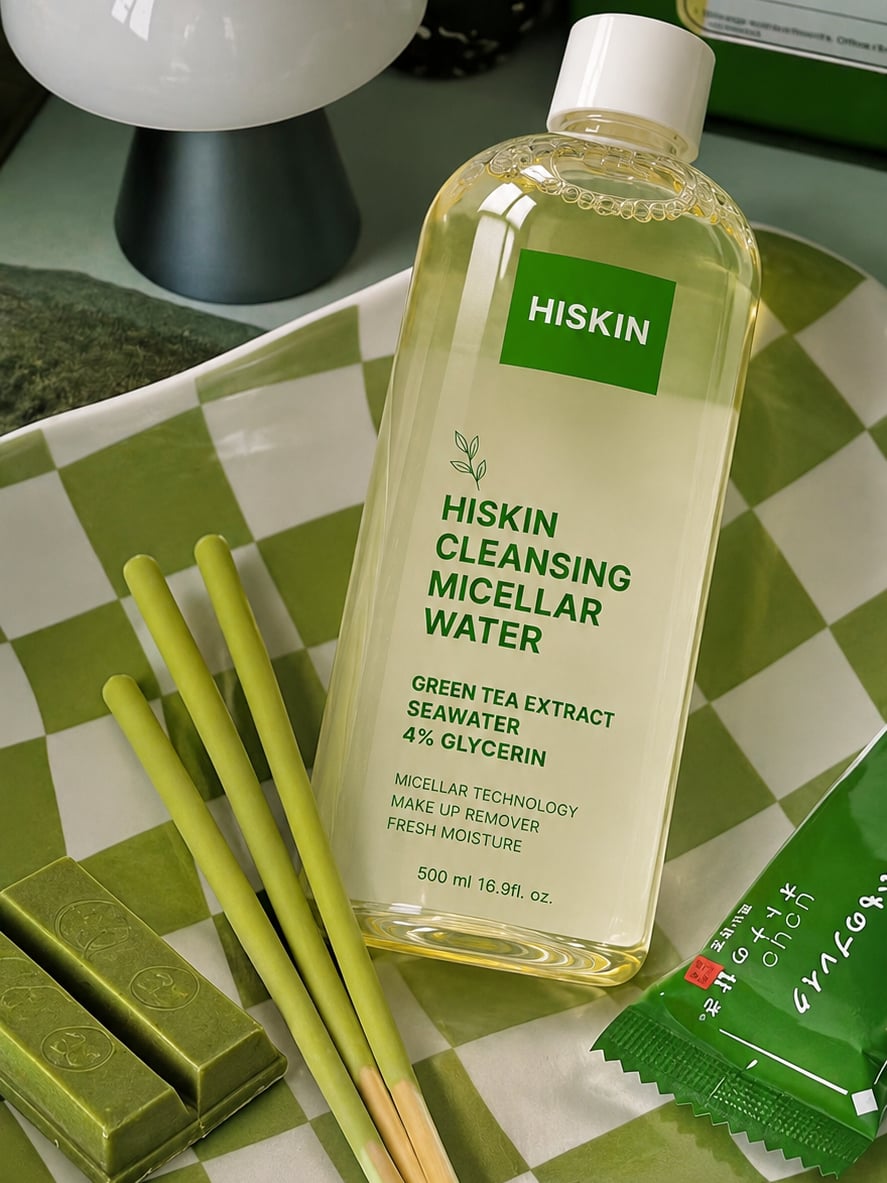 HISKIN
HISKIN
CLEANSING
MICELLAR
WATER
GREEN TEA EXTRACT
SEAWATER
4% GLYCERIN
MICELLAR TECHNOLOGY
MAKE UP REMOVER
FRESH MOISTURE
500 ml 16.9fl. oz.